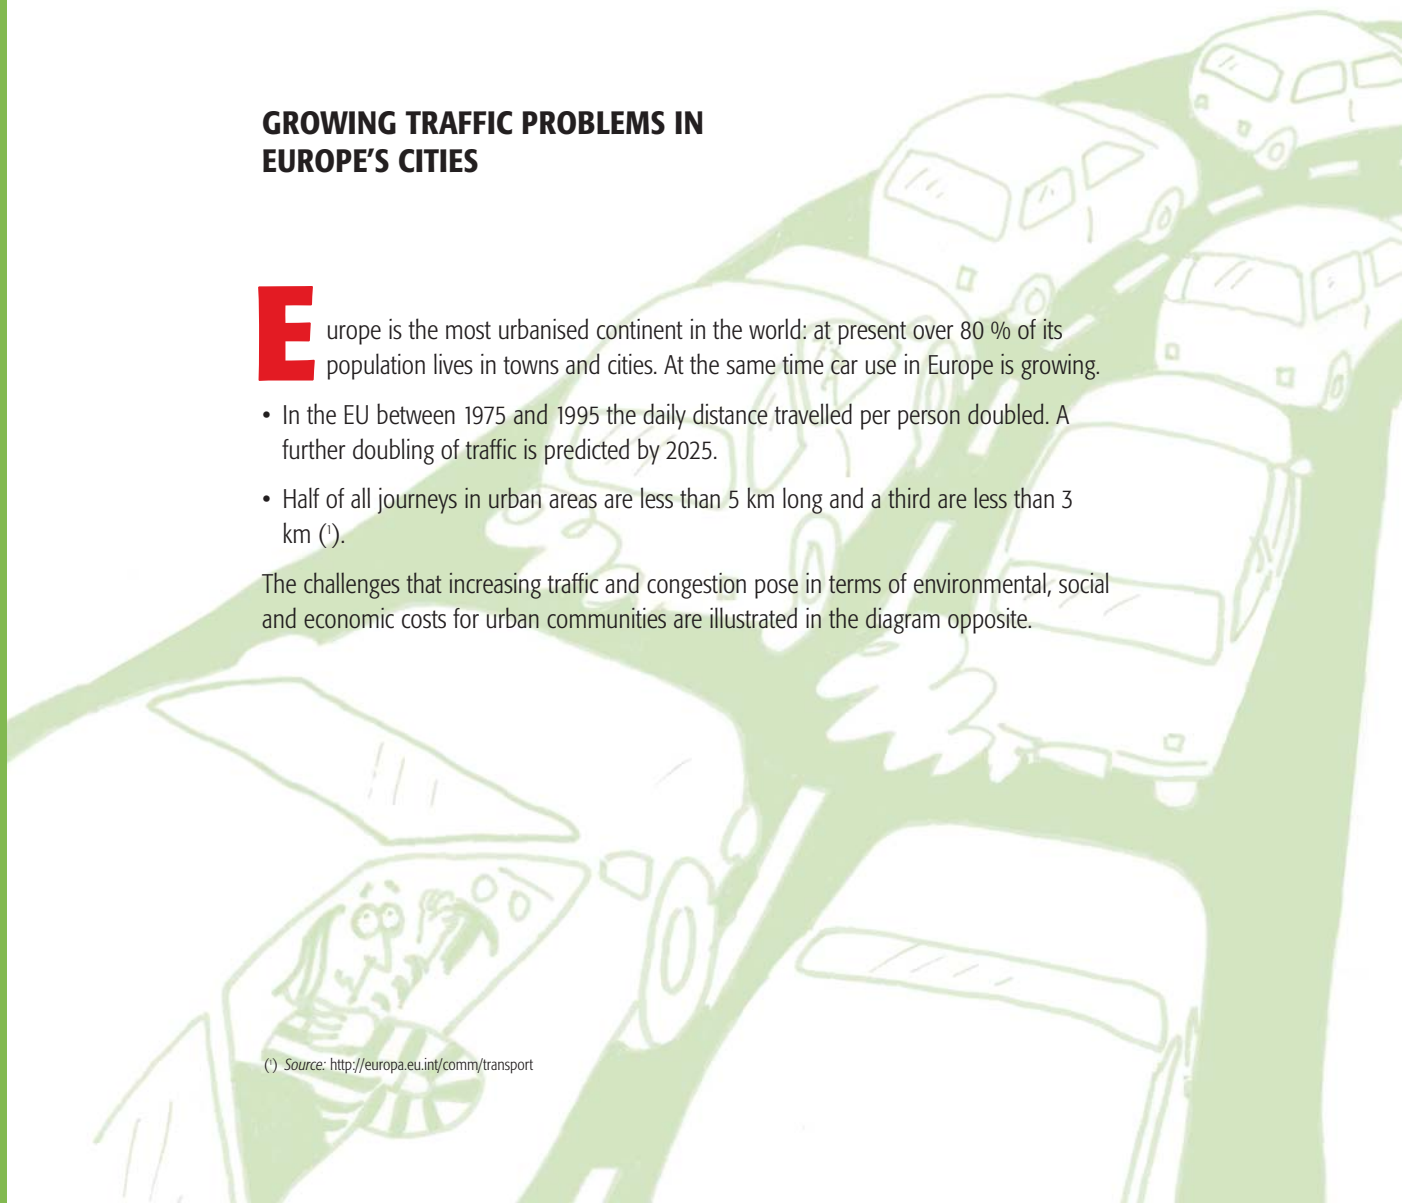 GROWING TRAFFIC PROBLEMS IN
EUROPE'S CITIES
Europe is the most urbanised continent in the world: at present over 80 % of its
population lives in towns and cities. At the same time car use in Europe is growing.
• In the EU between 1975 and 1995 the daily distance travelled per person doubled. A
further doubling of traffic is predicted by 2025.
• Half of all journeys in urban areas are less than 5 km long and a third are less than 3
km (¹).
The challenges that increasing traffic and congestion pose in terms of environmental, social
and economic costs for urban communities are illustrated in the diagram opposite.
(¹) Source: http://europa.eu.int/comm/transport